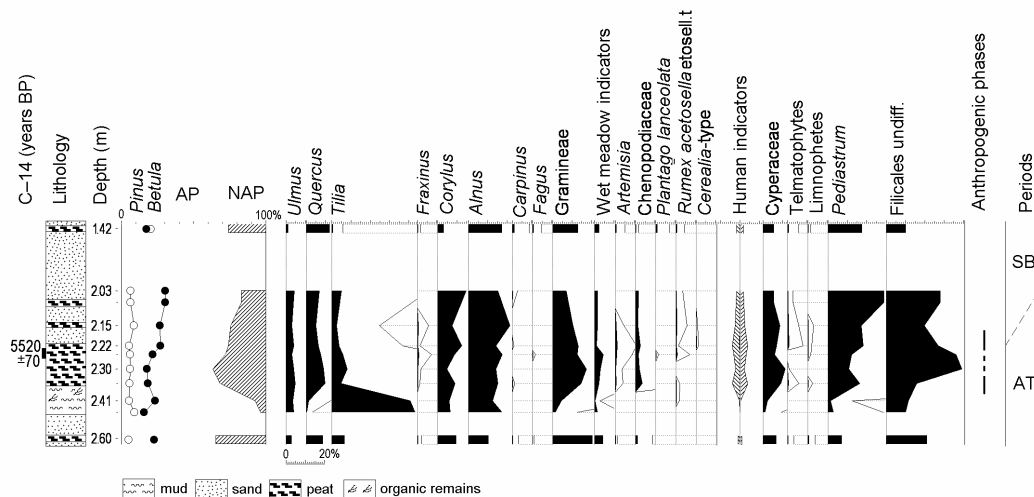 C–14 (years BP)
Lithology
Depth (m)
Pinus
Betula
AP
NAP
Ulmus
Quercus
Tilia
Fraxinus
Corylus
Alnus
Carpinus
Fagus
Gramineae
Wet meadow indicators
Artemisia
Chenopodiaceae
Plantago lanceolata
Rumex acetosella etosell.t
Cerealia-type
Human indicators
Cyperaceae
Telmatophytes
Limnophetes
Pediastrum
Filicales undiff.
Anthropogenic phases
Periods
0
100%
1.42
SB
2.03
2.15
5520
±70
2.22
2.30
AT
2.41
2.60
0 20%
mud sand peat organic remains